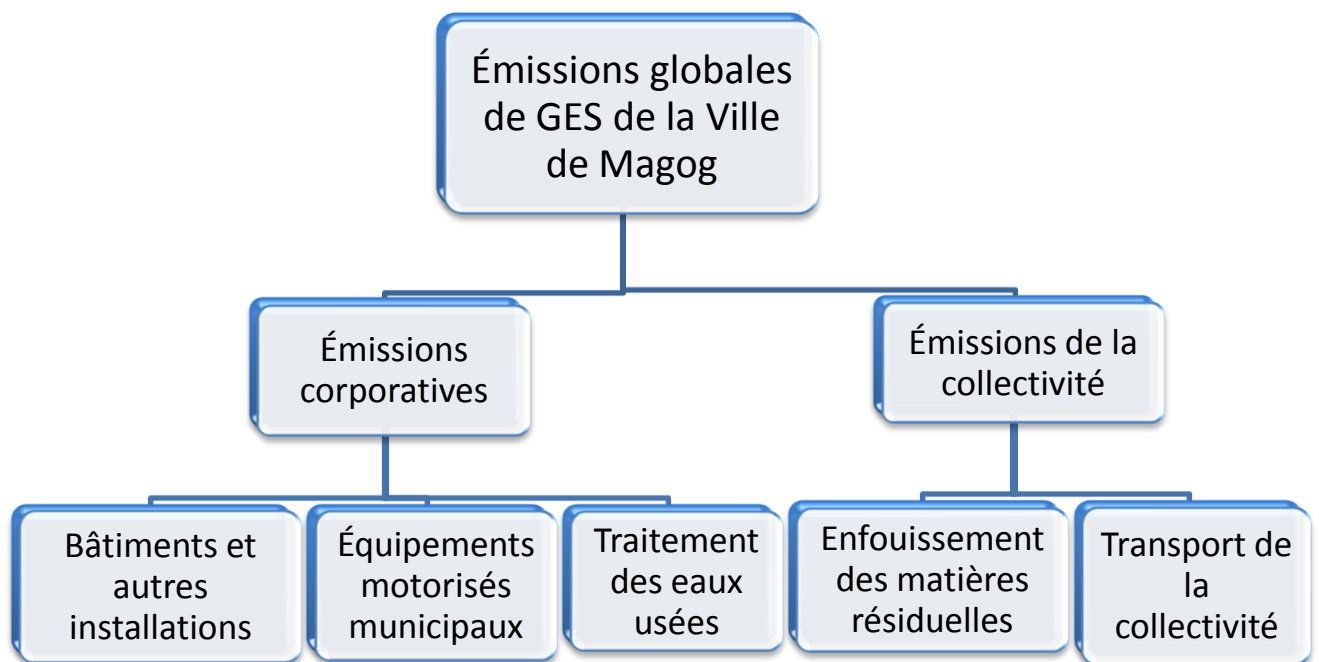 Émissions globales
de GES de la Ville
de Magog
Émissions
corporatives
Émissions de la
collectivité
Bâtiments et
autres
installations
Équipements
motorisés
municipaux
Traitement
des eaux
usées
Enfouissement
des matières
résiduelles
Transport de
la
collectivité